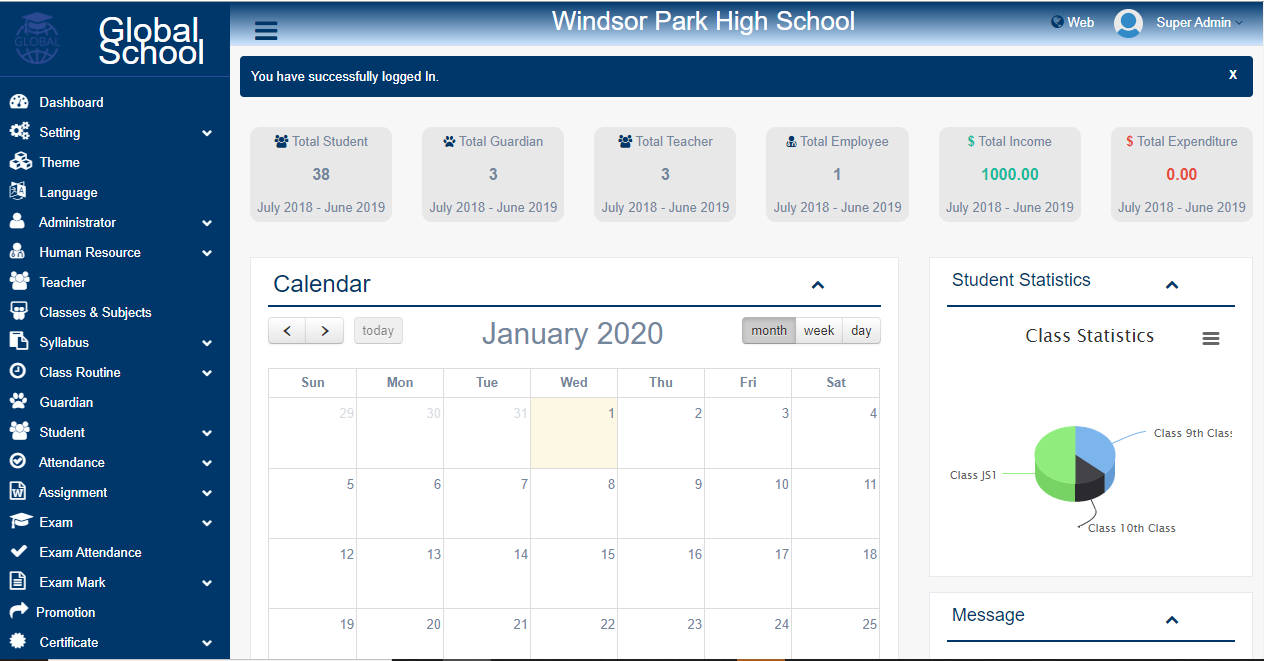 GLOBAL
Global
School
Windsor Park High School
Web
Super Admin
You have successfully logged In.
X
Dashboard
Setting
Theme
Language
Administrator
Human Resource
Teacher
Classes & Subjects
Syllabus
Class Routine
Guardian
Student
Attendance
Assignment
Exam
Exam Attendance
Exam Mark
Promotion
Certificate
Total Student
38
July 2018 - June 2019
Total Guardian
3
July 2018 - June 2019
Total Teacher
3
July 2018 - June 2019
Total Employee
1
July 2018 - June 2019
$ Total Income
1000.00
July 2018 - June 2019
$ Total Expenditure
0.00
July 2018 - June 2019
Calendar
today
January 2020
month week day
Sun Mon Tue Wed Thu Fri Sat
29 30 31 1 2 3 4
5 6 7 8 9 10 11
12 13 14 15 16 17 18
19 20 21 22 23 24 25
Student Statistics
Class Statistics
Class 9th Class
Class JS1
Class 10th Class
Message